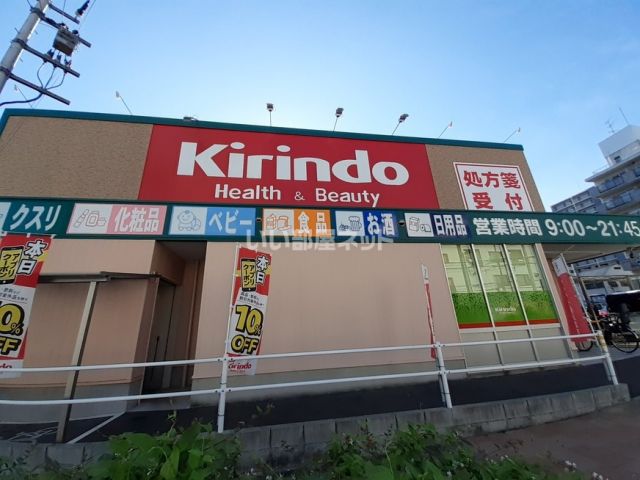 Kirindo
Health & Beauty
処方箋
受付
クスリ
化粧品
ベビー
食品
お酒
日用品
営業時間 9:00~21:45
いい部屋ネット
本日
OFF
本日
10%
OFF
Kirindo
Kirindo